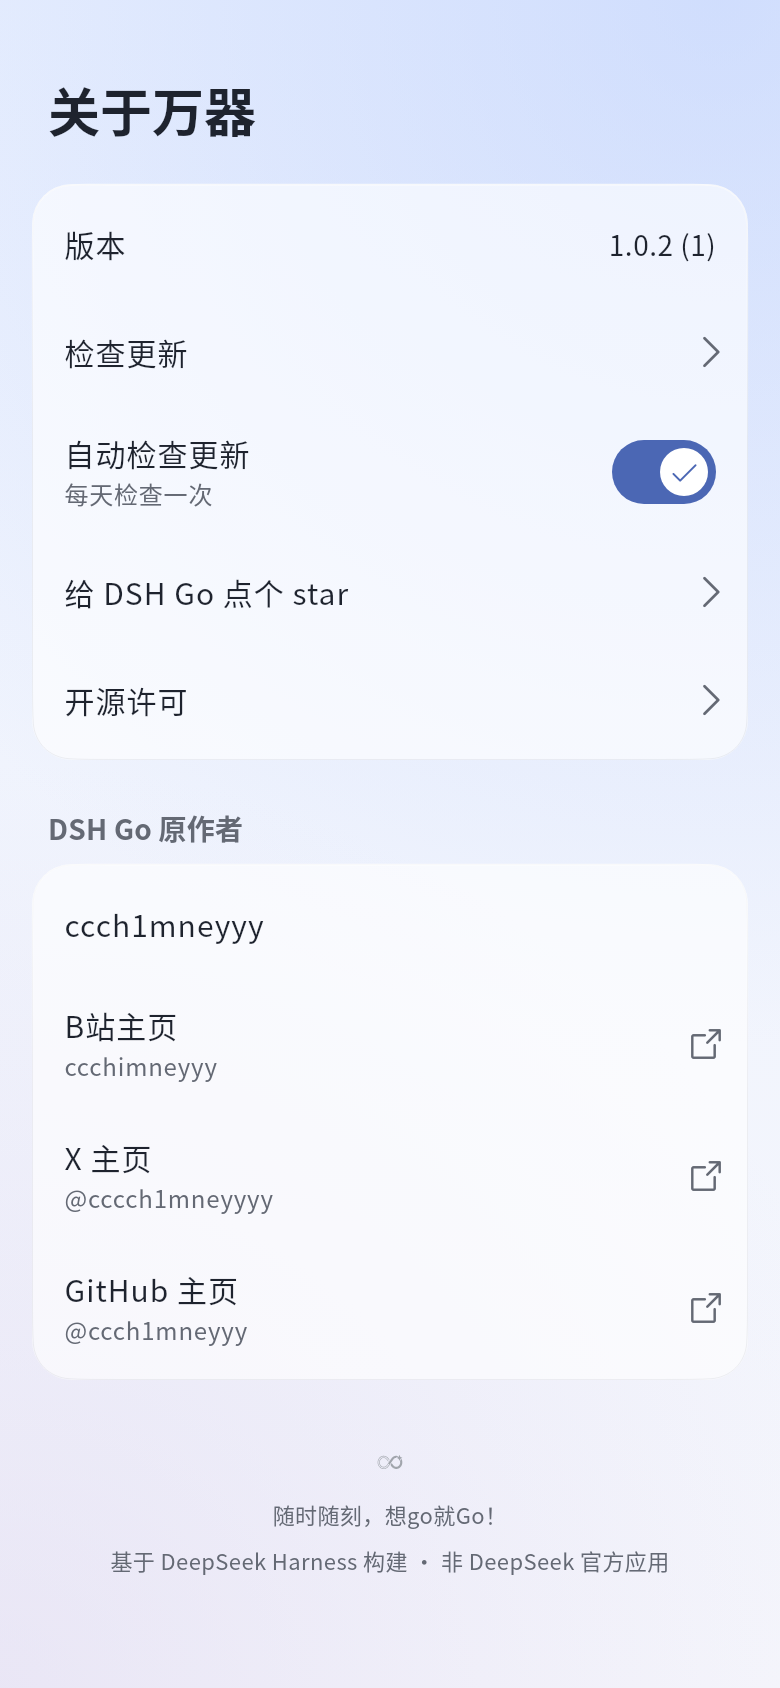 关于万器
版本
1.0.2 (1)
检查更新
自动检查更新
每天检查一次
给 DSH Go 点个 star
开源许可
DSH Go 原作者
ccch1mneyyy
B站主页
ccchimneyyy
X 主页
@cccch1mneyyyy
GitHub 主页
@ccch1mneyyy
随时随刻，想go就Go！
基于 DeepSeek Harness 构建 · 非 DeepSeek 官方应用